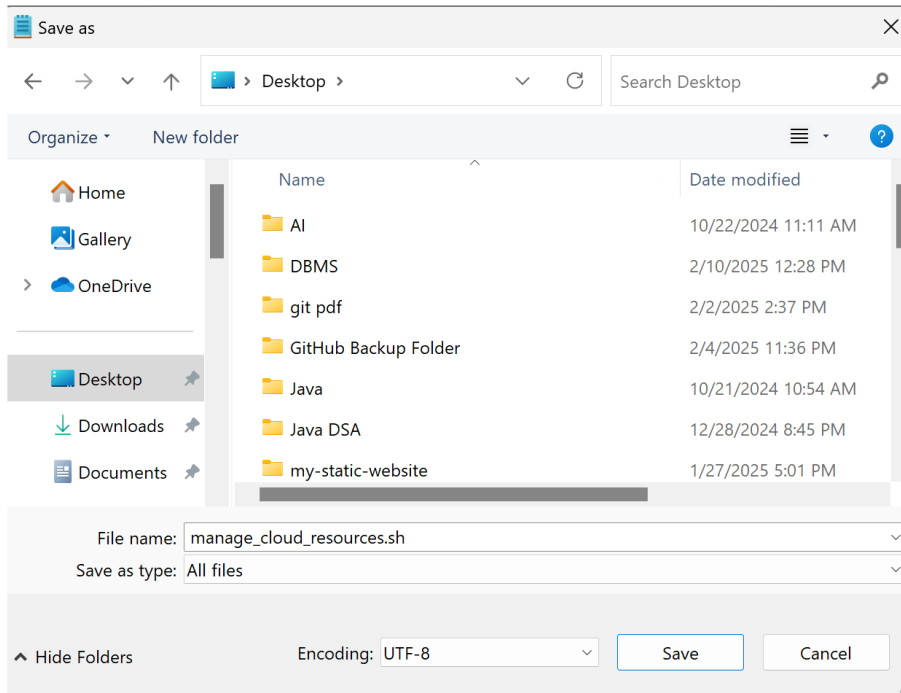 Save as
Desktop
Search Desktop
Organize
New folder
?
Home
Gallery
OneDrive
Desktop
Downloads
Documents
Name Date modified
AI 10/22/2024 11:11 AM
DBMS 2/10/2025 12:28 PM
git pdf 2/2/2025 2:37 PM
GitHub Backup Folder 2/4/2025 11:36 PM
Java 10/21/2024 10:54 AM
Java DSA 12/28/2024 8:45 PM
my-static-website 1/27/2025 5:01 PM
File name: manage_cloud_resources.sh
Save as type: All files
Hide Folders
Encoding: UTF-8
Save
Cancel